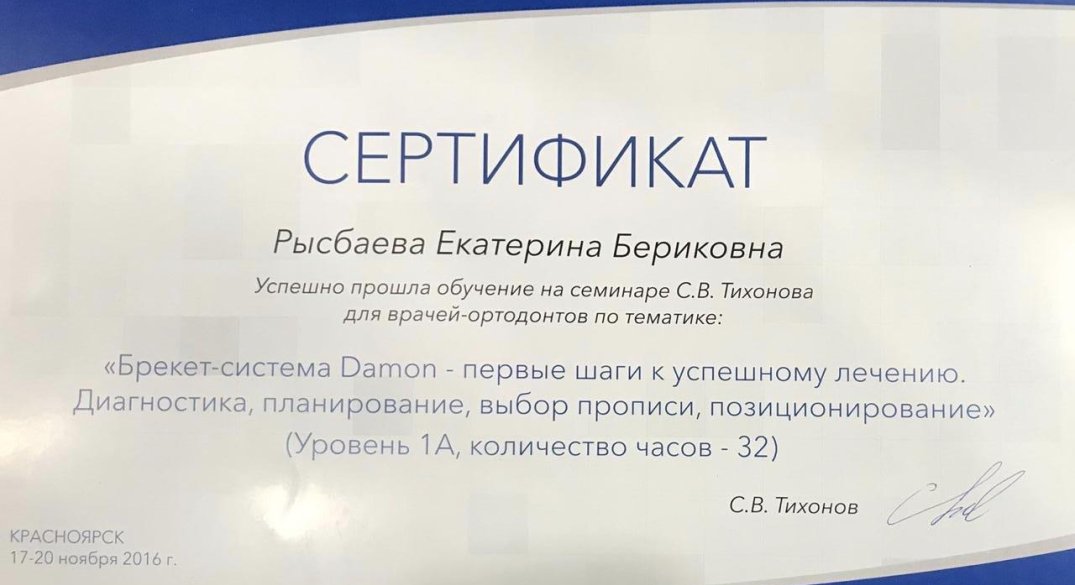 СЕРТИФИКАТ
Рысбаева Екатерина Бериковна
Успешно прошла обучение на семинаре С.В. Тихонова
для врачей-ортодонтов по тематике:
«Брекет-система Damon - первые шаги к успешному лечению.
Диагностика, планирование, выбор прописи, позиционирование»
(Уровень 1А, количество часов - 32)
С.В. Тихонов
КРАСНОЯРСК
17-20 ноября 2016 г.